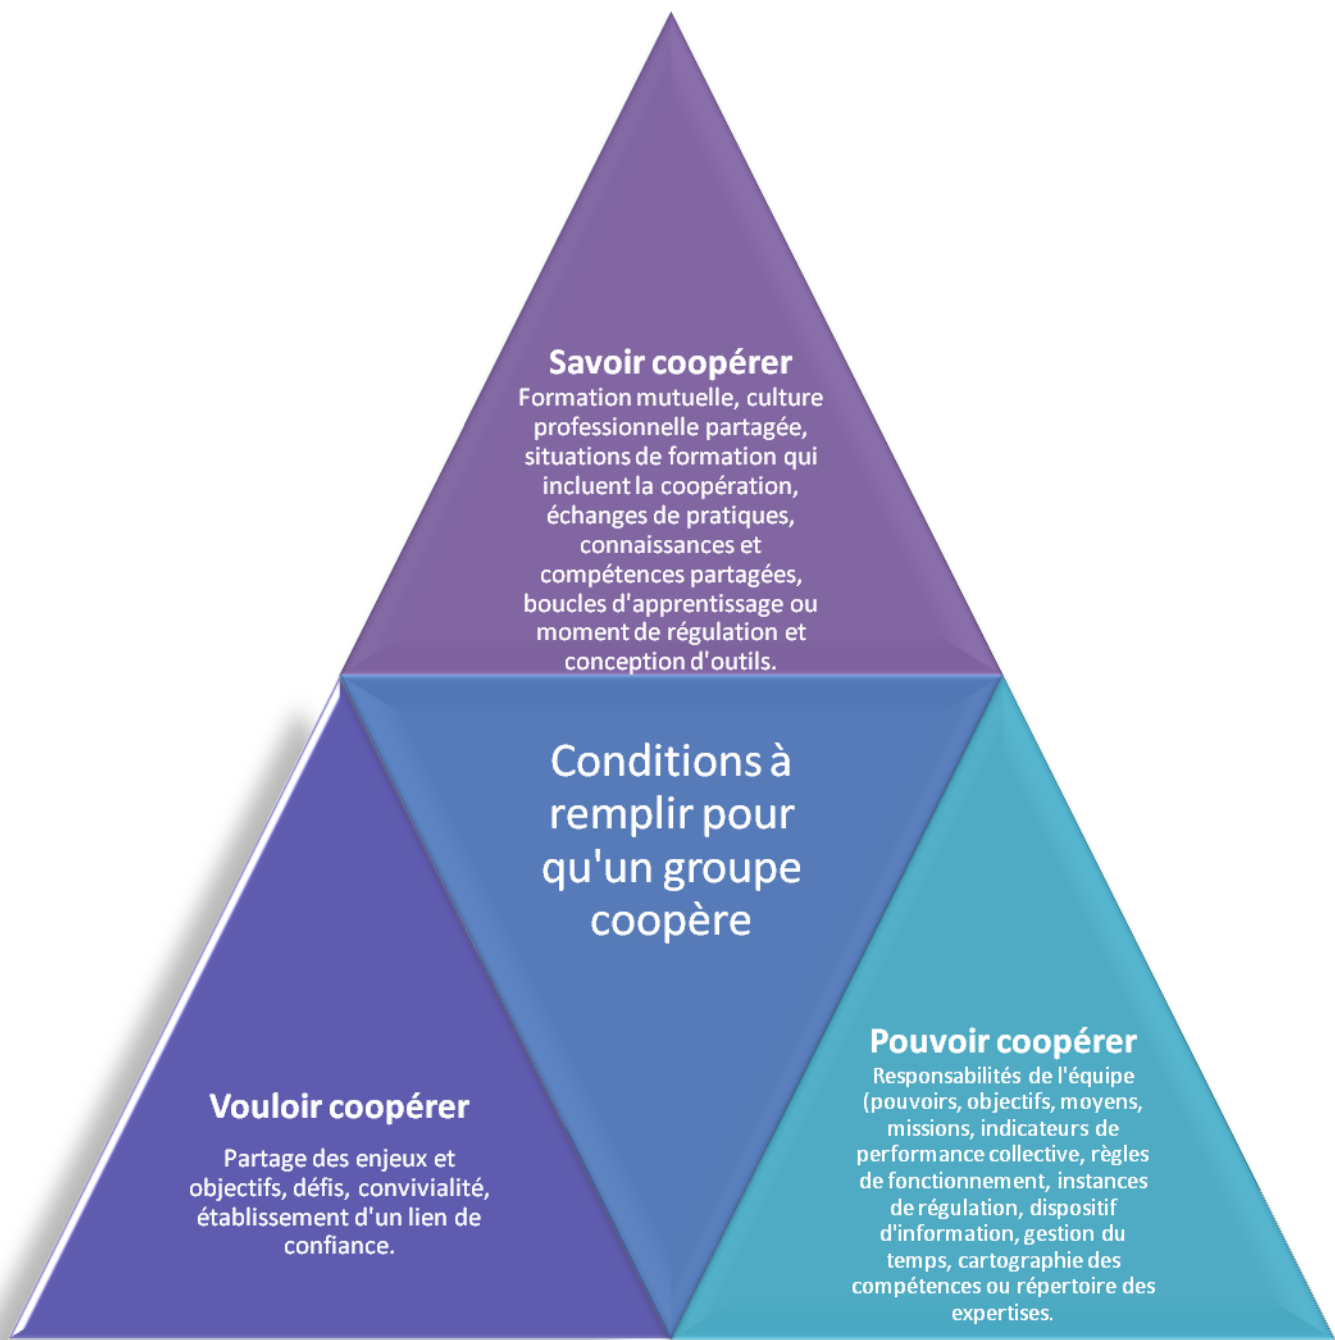 Savoir coopérer
Formation mutuelle, culture
professionnelle partagée,
situations de formation qui
incluent la coopération,
échanges de pratiques,
connaissances et
compétences partagées,
boucles d'apprentissage ou
moment de régulation et
conception d'outils.
Conditions à
remplir pour
qu'un groupe
coopère
Vouloir coopérer
Partage des enjeux et
objectifs, défis, convivialité,
établissement d'un lien de
confiance.
Pouvoir coopérer
Responsabilités de l'équipe
(pouvoirs, objectifs, moyens,
missions, indicateurs de
performance collective, règles
de fonctionnement, instances
de régulation, dispositif
d'information, gestion du
temps, cartographie des
compétences ou répertoire des
expertises.